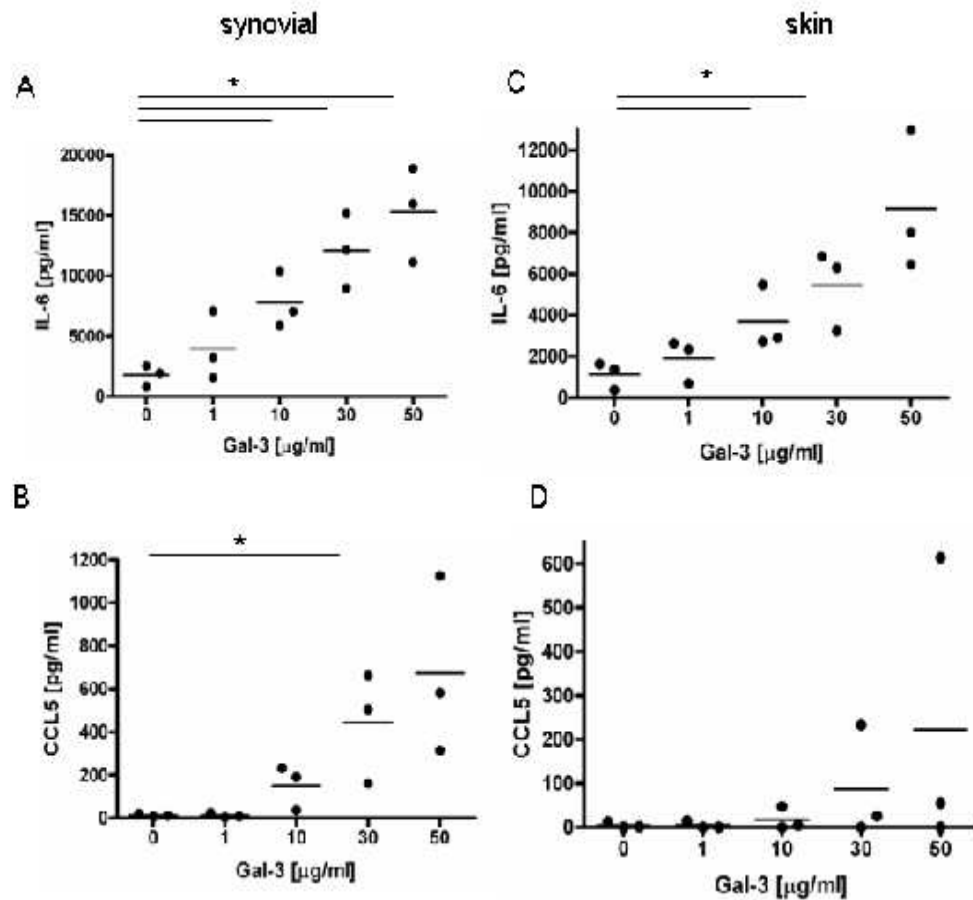 synovial
skin
A
*
20000
15000
10000
5000
0
IL-6 [pg/ml]
0 1 10 30 50
Gal-3 [μg/ml]
C
*
12000
10000
8000
6000
4000
2000
0
IL-6 [pg/ml]
0 1 10 30 50
Gal-3 [μg/ml]
B
*
1200
1000
800
600
400
200
0
CCL5 [pg/ml]
0 1 10 30 50
Gal-3 [μg/ml]
D
600
500
400
300
200
100
0
CCL5 [pg/ml]
0 1 10 30 50
Gal-3 [μg/ml]